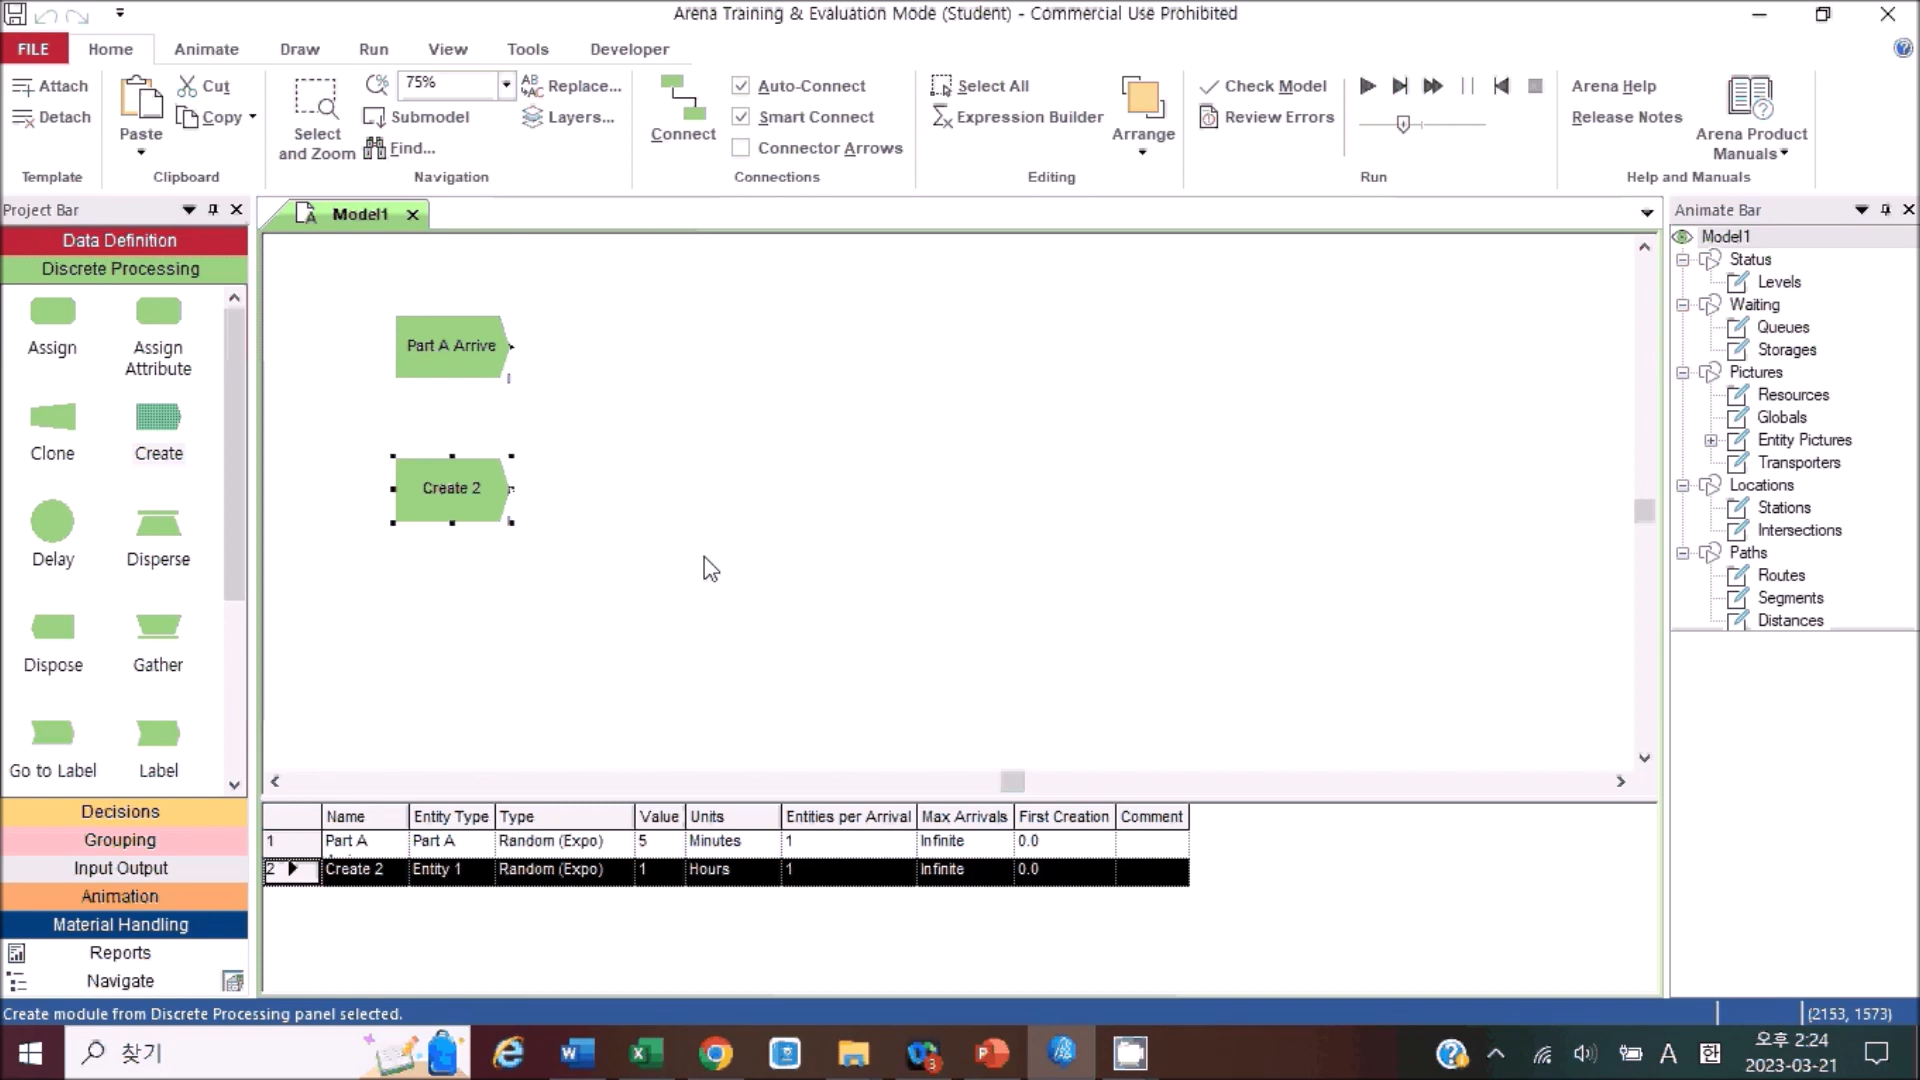 Arena Training & Evaluation Mode (Student) - Commercial Use Prohibited
FILE Home Animate Draw Run View Tools Developer
Attach
Detach
Template
Paste
Cut
Copy
Clipboard
Select
and Zoom
75%
Submodel
Find...
Replace...
Layers...
Navigation
Connect
Auto-Connect
Smart Connect
Connector Arrows
Connections
Select All
Expression Builder
Arrange
Editing
Check Model
Review Errors
Run
Arena Help
Release Notes
Arena Product
Manuals
Help and Manuals
Project Bar
Data Definition
Discrete Processing
Assign
Assign
Attribute
Clone
Create
Delay
Disperse
Dispose
Gather
Go to Label
Label
Decisions
Grouping
Input Output
Animation
Material Handling
Reports
Navigate
Model1
Part A Arrive
Create 2
Name Entity Type Type Value Units Entities per Arrival Max Arrivals First Creation Comment
1 Part A Part A Random (Expo) 5 Minutes 1 Infinite 0.0
2 Create 2 Entity 1 Random (Expo) 1 Hours 1 Infinite 0.0
Animate Bar
Model1
Status
Levels
Waiting
Queues
Storages
Pictures
Resources
Globals
Entity Pictures
Transporters
Locations
Stations
Intersections
Paths
Routes
Segments
Distances
Create module from Discrete Processing panel selected.
(2153, 1573)
찾기
A 한
오후 2:24
2023-03-21